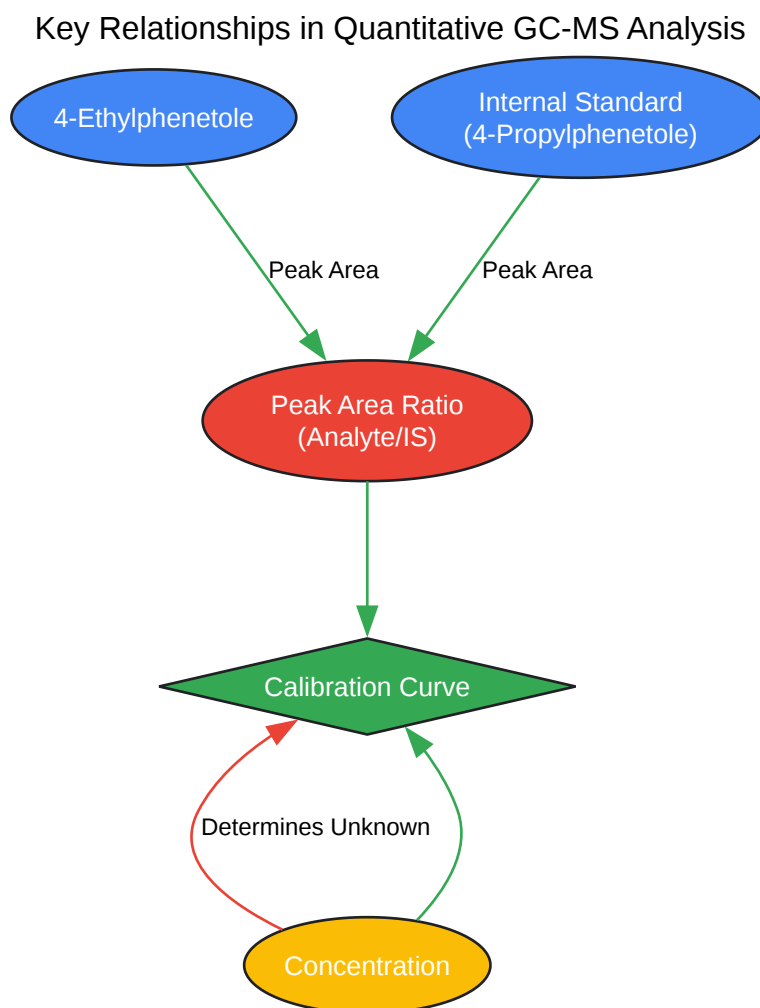 Key Relationships in Quantitative GC-MS Analysis
4-Ethylphenetole
Internal Standard
(4-Propylphenetole)
Peak Area
Peak Area
Peak Area Ratio
(Analyte/IS)
Calibration Curve
Determines Unknown
Concentration